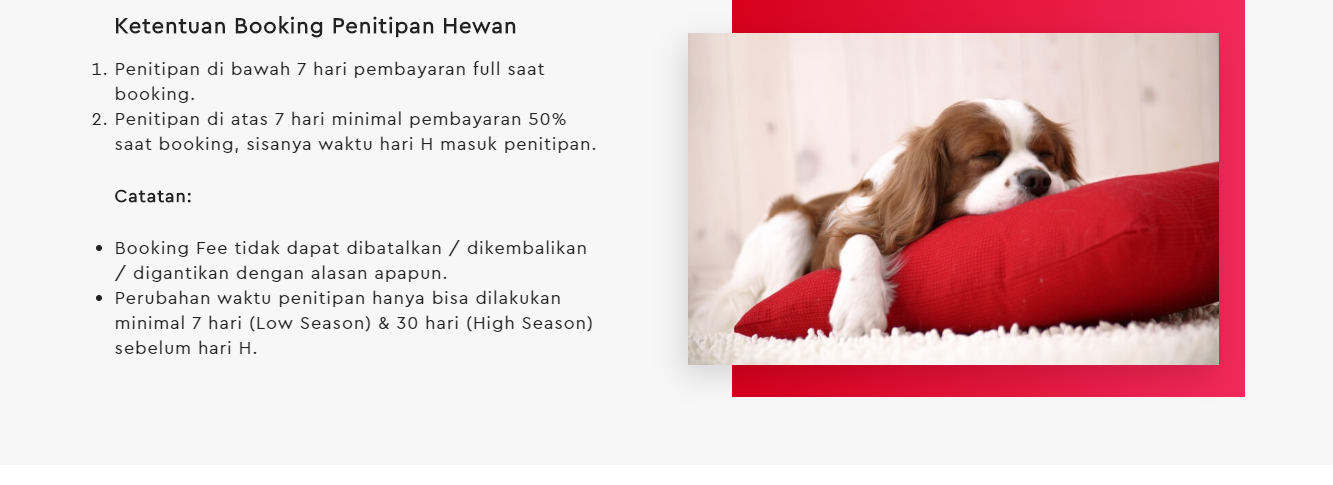 Ketentuan Booking Penitipan Hewan
1. Penitipan di bawah 7 hari pembayaran full saat
booking.
2. Penitipan di atas 7 hari minimal pembayaran 50%
saat booking, sisanya waktu hari H masuk penitipan.
Catatan:
• Booking Fee tidak dapat dibatalkan / dikembalikan
/ digantikan dengan alasan apapun.
• Perubahan waktu penitipan hanya bisa dilakukan
minimal 7 hari (Low Season) & 30 hari (High Season)
sebelum hari H.